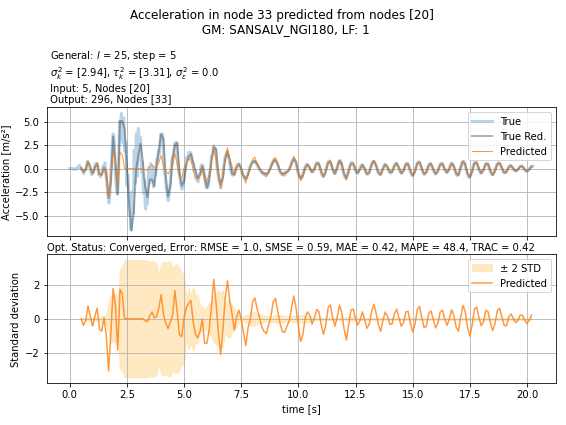 Acceleration in node 33 predicted from nodes [20]
GM: SANSALV_NGI180, LF: 1
General: l = 25, step = 5
σ²ₖ = [2.94], τ²ₖ = [3.31], σ²ε = 0.0
Input: 5, Nodes [20]
Output: 296, Nodes [33]
Acceleration [m/s²]
5.0
2.5
0.0
−2.5
−5.0
True
True Red.
Predicted
Opt. Status: Converged, Error: RMSE = 1.0, SMSE = 0.59, MAE = 0.42, MAPE = 48.4, TRAC = 0.42
Standard deviation
2
0
−2
± 2 STD
Predicted
0.0 2.5 5.0 7.5 10.0 12.5 15.0 17.5 20.0
time [s]